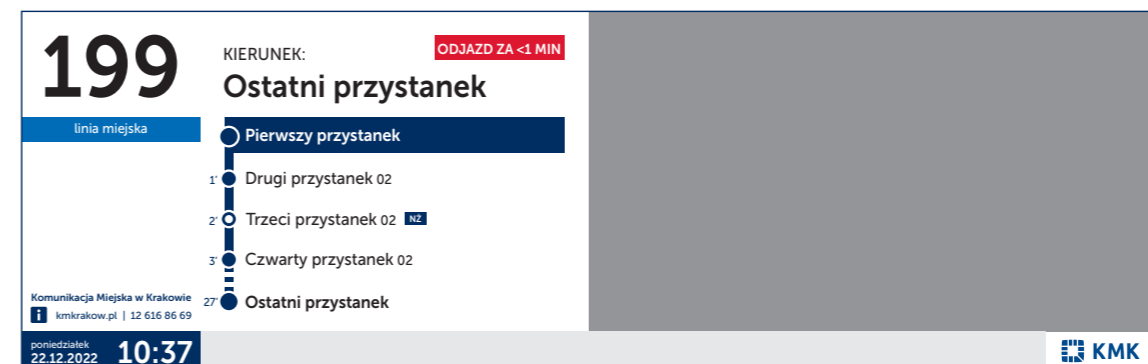 199
linia miejska
KIERUNEK:
ODJAZD ZA <1 MIN
Ostatni przystanek
Pierwszy przystanek
1' Drugi przystanek 02
2' Trzeci przystanek 02 NŻ
3' Czwarty przystanek 02
27' Ostatni przystanek
Komunikacja Miejska w Krakowie
i kmkrakow.pl | 12 616 86 69
poniedziałek
22.12.2022
10:37
KMK